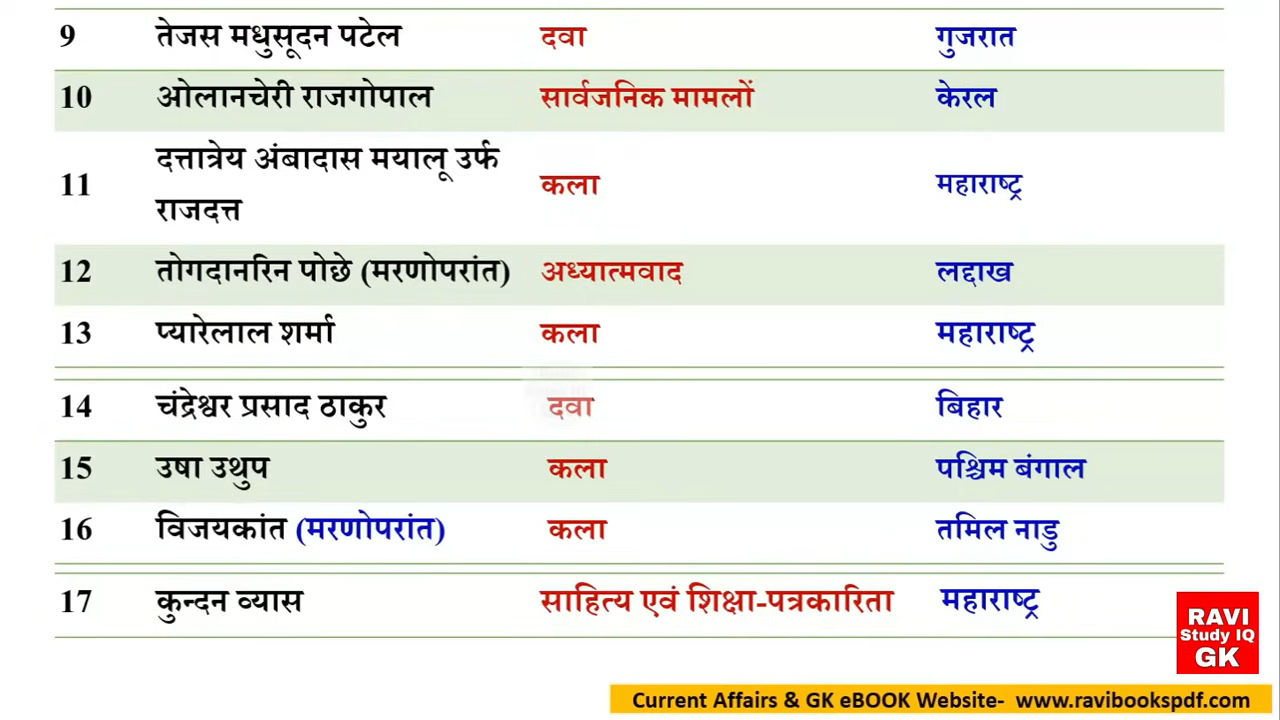 9 तेजस मधुसूदन पटेल दवा गुजरात
10 ओलानचेरी राजगोपाल सार्वजनिक मामलों केरल
दत्तात्रेय अंबादास मयालू उर्फ
11 कला महाराष्ट्र
राजदत्त
12 तोगदानरिन पोछे (मरणोपरांत) अध्यात्मवाद लद्दाख
13 प्यारेलाल शर्मा कला महाराष्ट्र
14 चंद्रेश्वर प्रसाद ठाकुर दवा बिहार
15 उषा उथुप कला पश्चिम बंगाल
16 विजयकांत (मरणोपरांत) कला तमिल नाडु
17 कुन्दन व्यास साहित्य एवं शिक्षा-पत्रकारिता महाराष्ट्र
RAVI
Study IQ
GK
Current Affairs & GK eBOOK Website- www.ravibookspdf.com